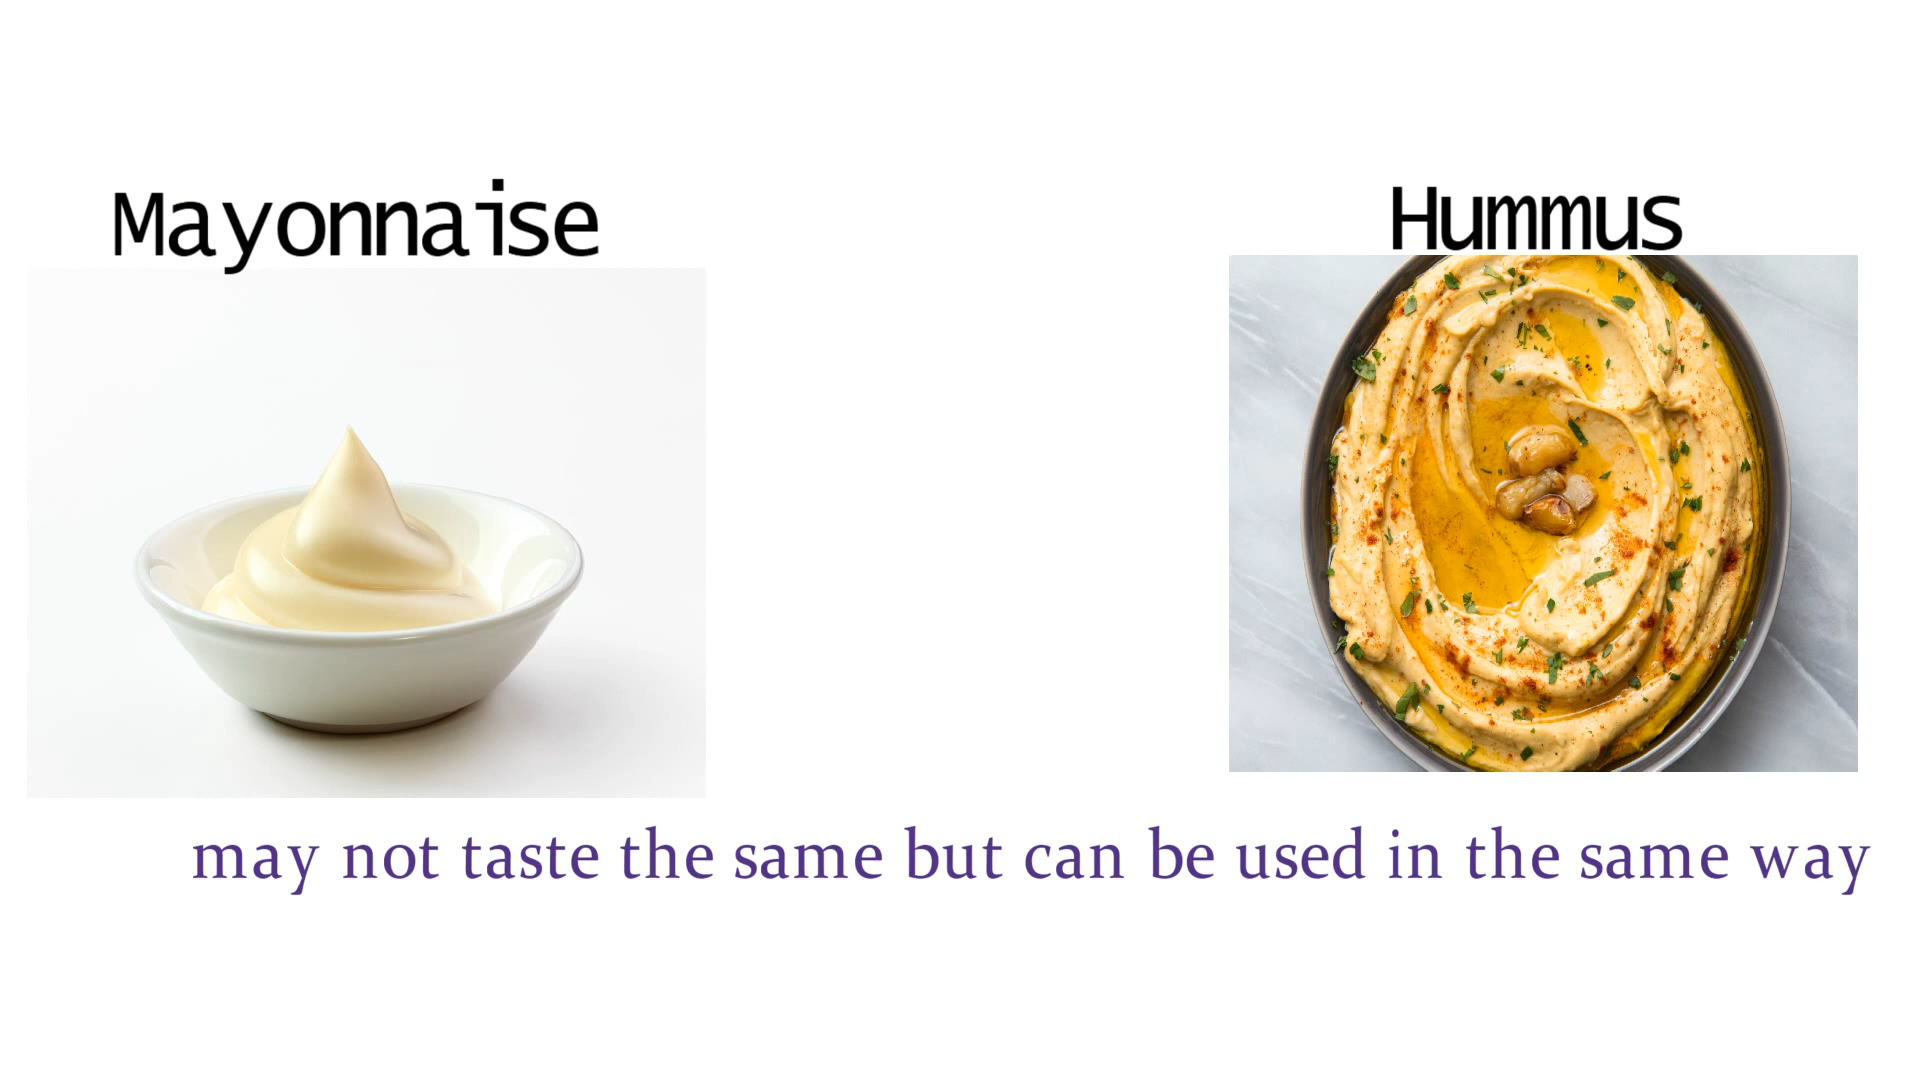 Mayonnaise
Hummus
may not taste the same but can be used in the same way